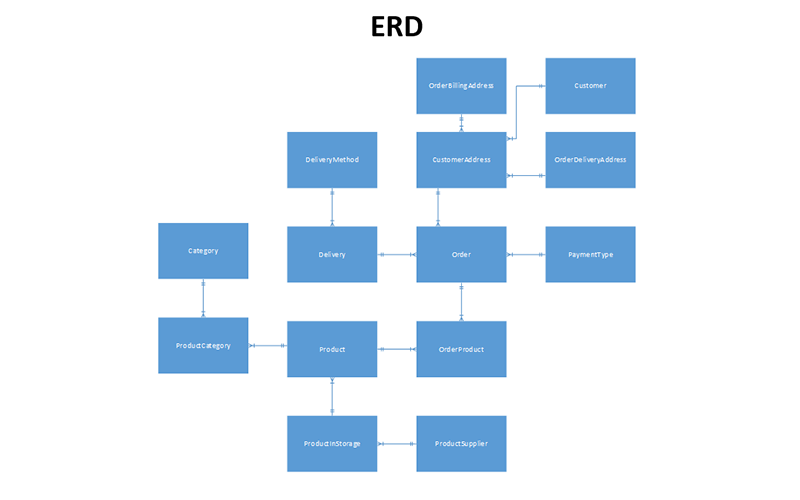 ERD
OrderBillingAddress
Customer
DeliveryMethod
CustomerAddress
OrderDeliveryAddress
Category
Delivery
Order
PaymentType
ProductCategory
Product
OrderProduct
ProductInStorage
ProductSupplier